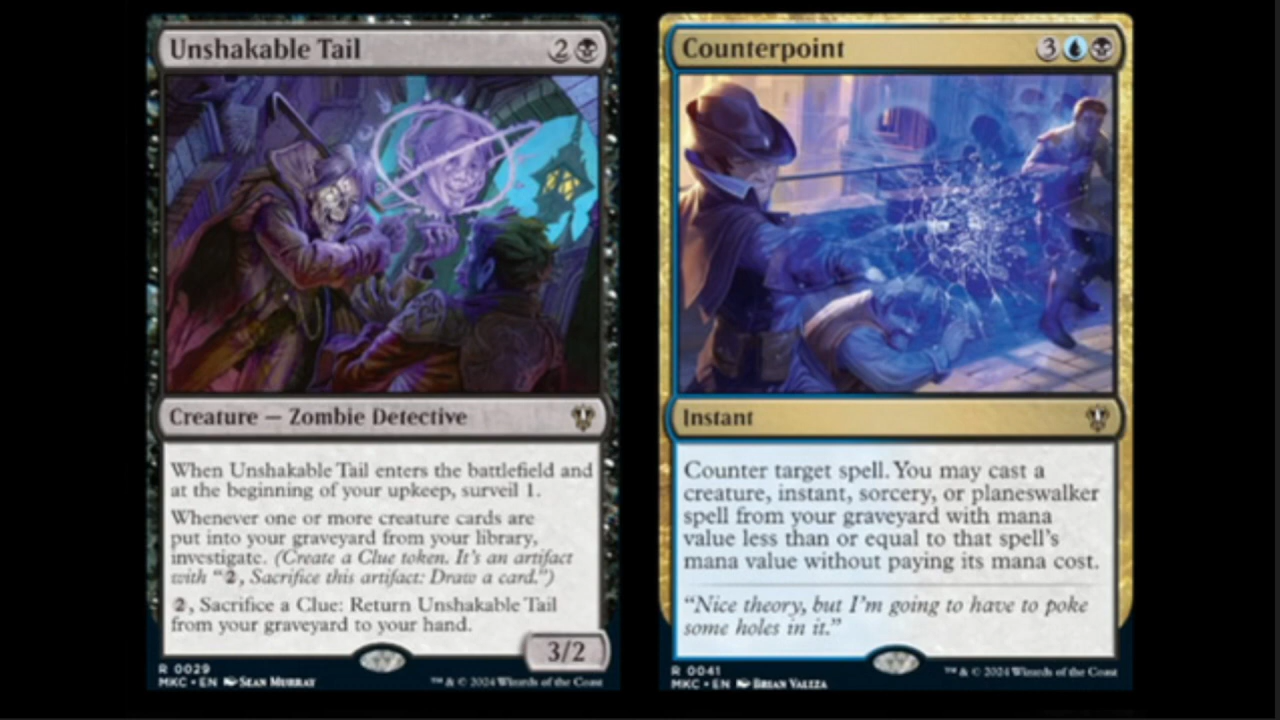 Unshakable Tail
2
Creature — Zombie Detective
When Unshakable Tail enters the battlefield and
at the beginning of your upkeep, surveil 1.
Whenever one or more creature cards are
put into your graveyard from your library,
investigate. (Create a Clue token. It's an artifact
with "2, Sacrifice this artifact: Draw a card.")
2, Sacrifice a Clue: Return Unshakable Tail
from your graveyard to your hand.
3/2
R 0029
MKC • EN Sean Murray
™ & © 2024 Wizards of the Coast
Counterpoint
3
Instant
Counter target spell. You may cast a
creature, instant, sorcery, or planeswalker
spell from your graveyard with mana
value less than or equal to that spell's
mana value without paying its mana cost.
"Nice theory, but I'm going to have to poke
some holes in it."
R 0041
MKC • EN Brian Valeza
™ & © 2024 Wizards of the Coast